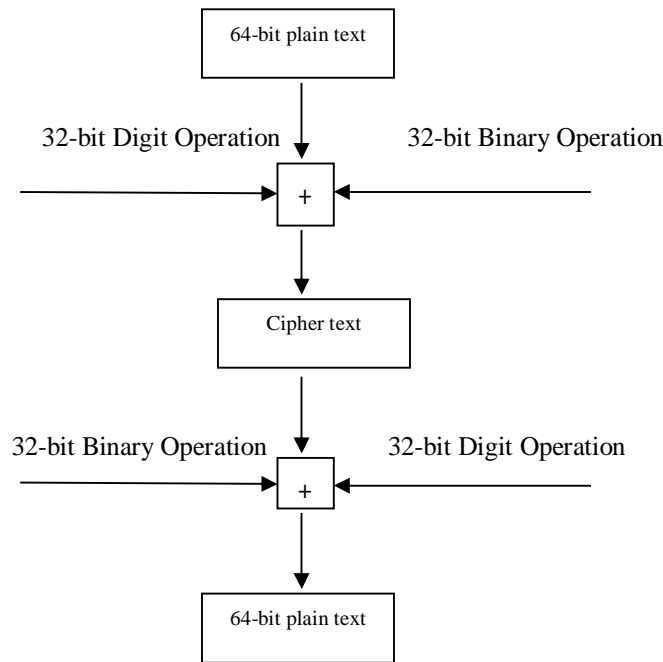 64-bit plain text
32-bit Digit Operation
32-bit Binary Operation
+
Cipher text
32-bit Binary Operation
32-bit Digit Operation
+
64-bit plain text